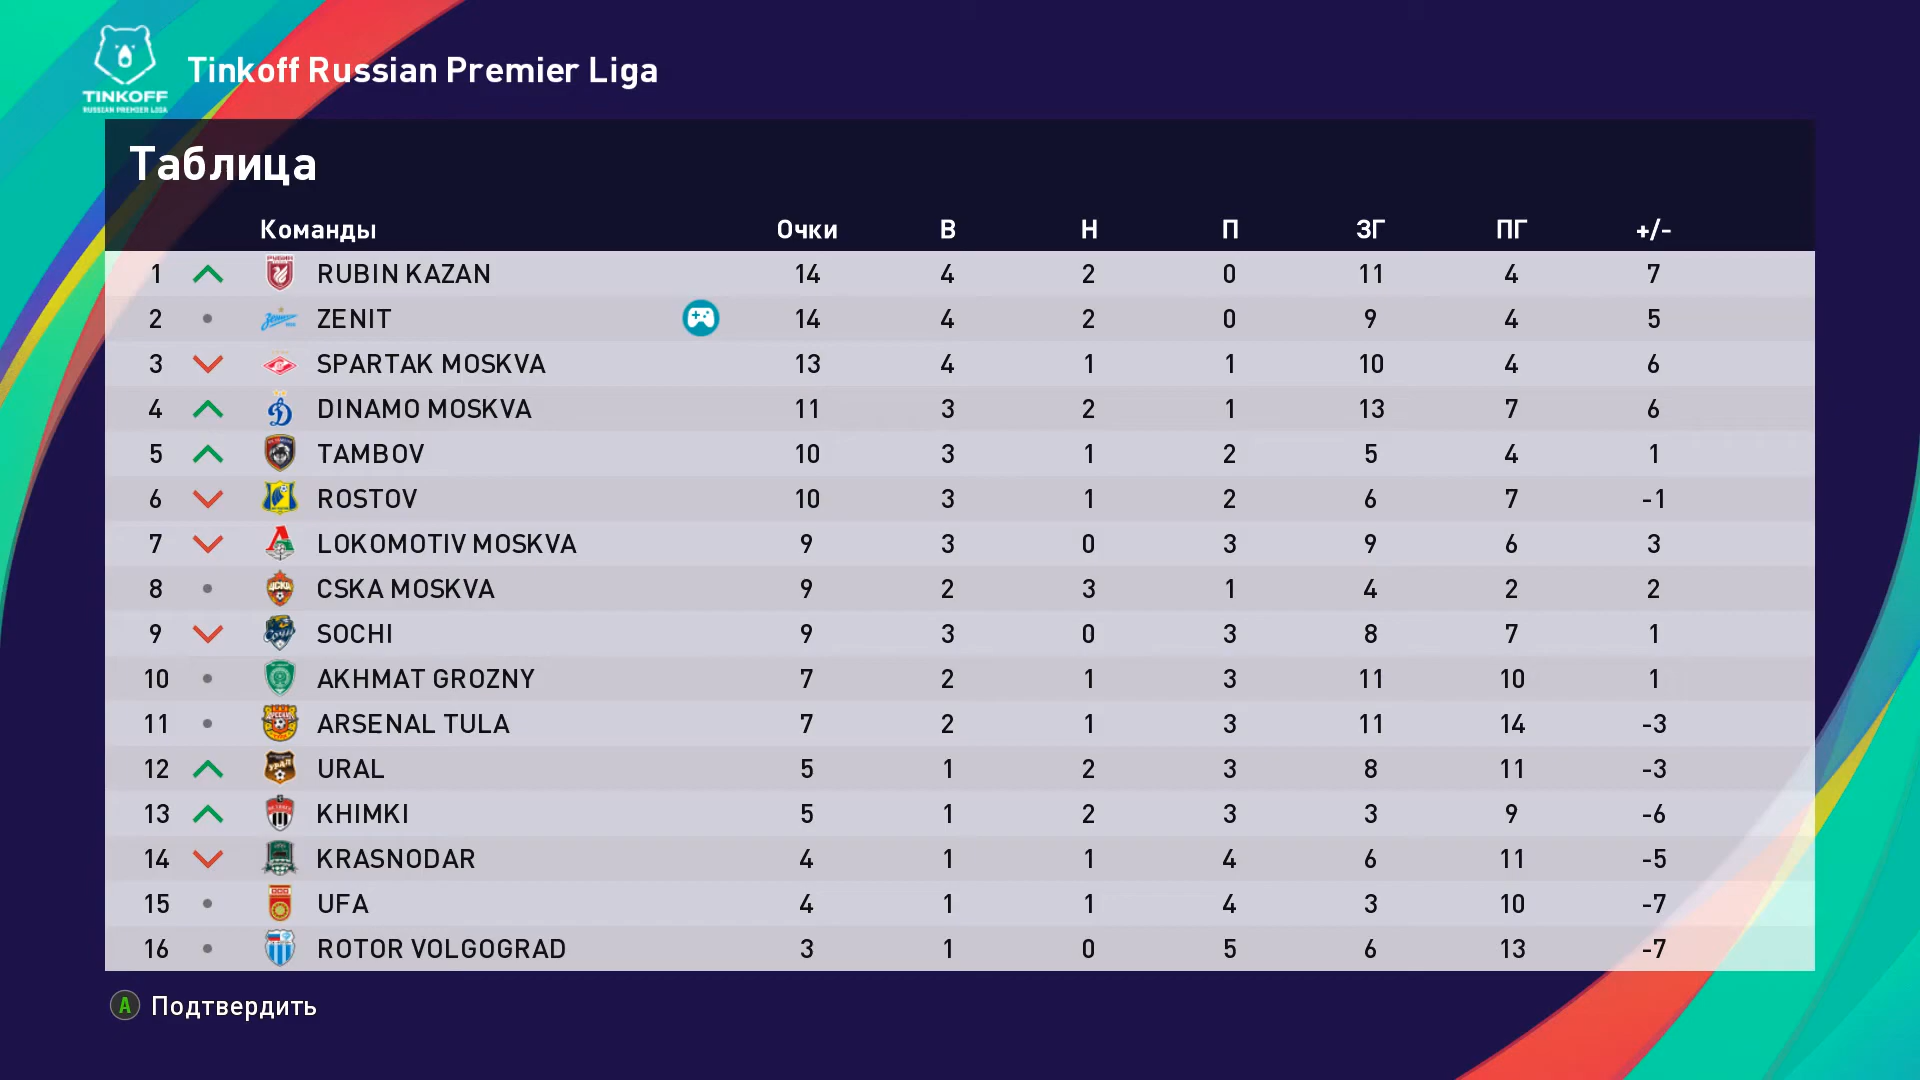 TINKOFF
RUSSIAN PREMIER LIGA
Tinkoff Russian Premier Liga
Таблица
Команды Очки В Н П ЗГ ПГ +/-
1 RUBIN KAZAN 14 4 2 0 11 4 7
2 ZENIT 14 4 2 0 9 4 5
3 SPARTAK MOSKVA 13 4 1 1 10 4 6
4 DINAMO MOSKVA 11 3 2 1 13 7 6
5 TAMBOV 10 3 1 2 5 4 1
6 ROSTOV 10 3 1 2 6 7 -1
7 LOKOMOTIV MOSKVA 9 3 0 3 9 6 3
8 CSKA MOSKVA 9 2 3 1 4 2 2
9 SOCHI 9 3 0 3 8 7 1
10 AKHMAT GROZNY 7 2 1 3 11 10 1
11 ARSENAL TULA 7 2 1 3 11 14 -3
12 URAL 5 1 2 3 8 11 -3
13 KHIMKI 5 1 2 3 3 9 -6
14 KRASNODAR 4 1 1 4 6 11 -5
15 UFA 4 1 1 4 3 10 -7
16 ROTOR VOLGOGRAD 3 1 0 5 6 13 -7
A Подтвердить